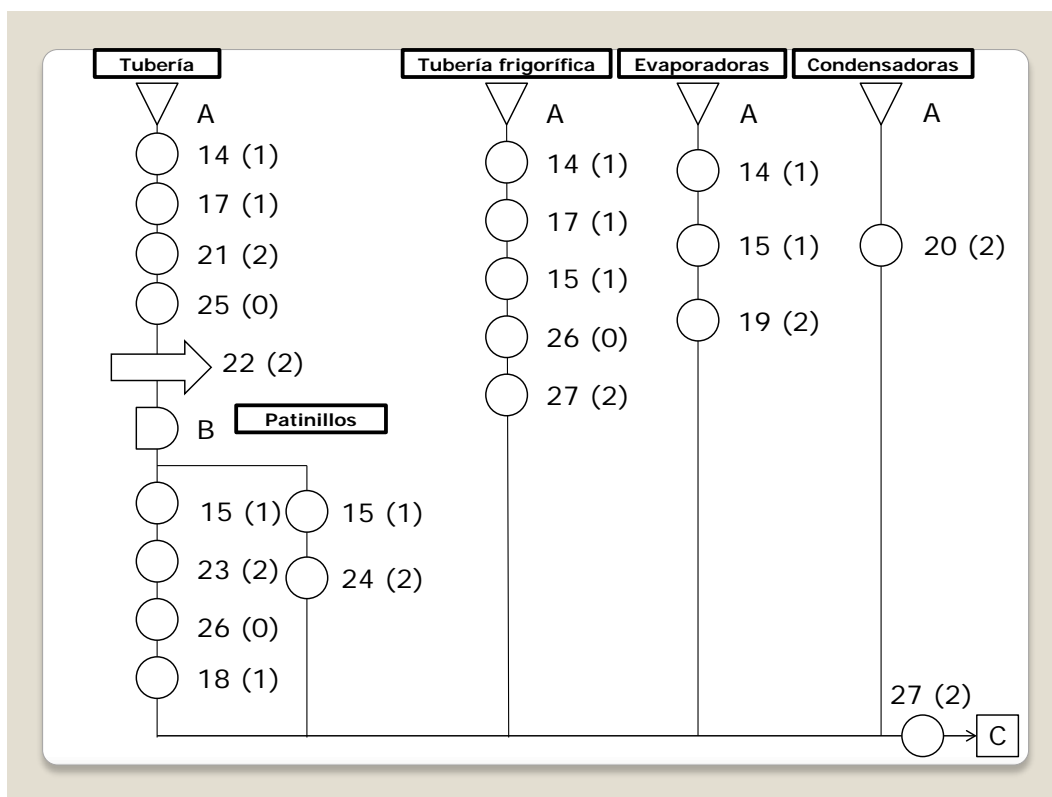 Tubería
Tubería frigorífica
Evaporadoras
Condensadoras
A
14 (1)
17 (1)
21 (2)
25 (0)
22 (2)
B
Patinillos
15 (1)
23 (2)
26 (0)
18 (1)
15 (1)
24 (2)
A
14 (1)
17 (1)
15 (1)
26 (0)
27 (2)
A
14 (1)
15 (1)
19 (2)
A
20 (2)
27 (2)
C